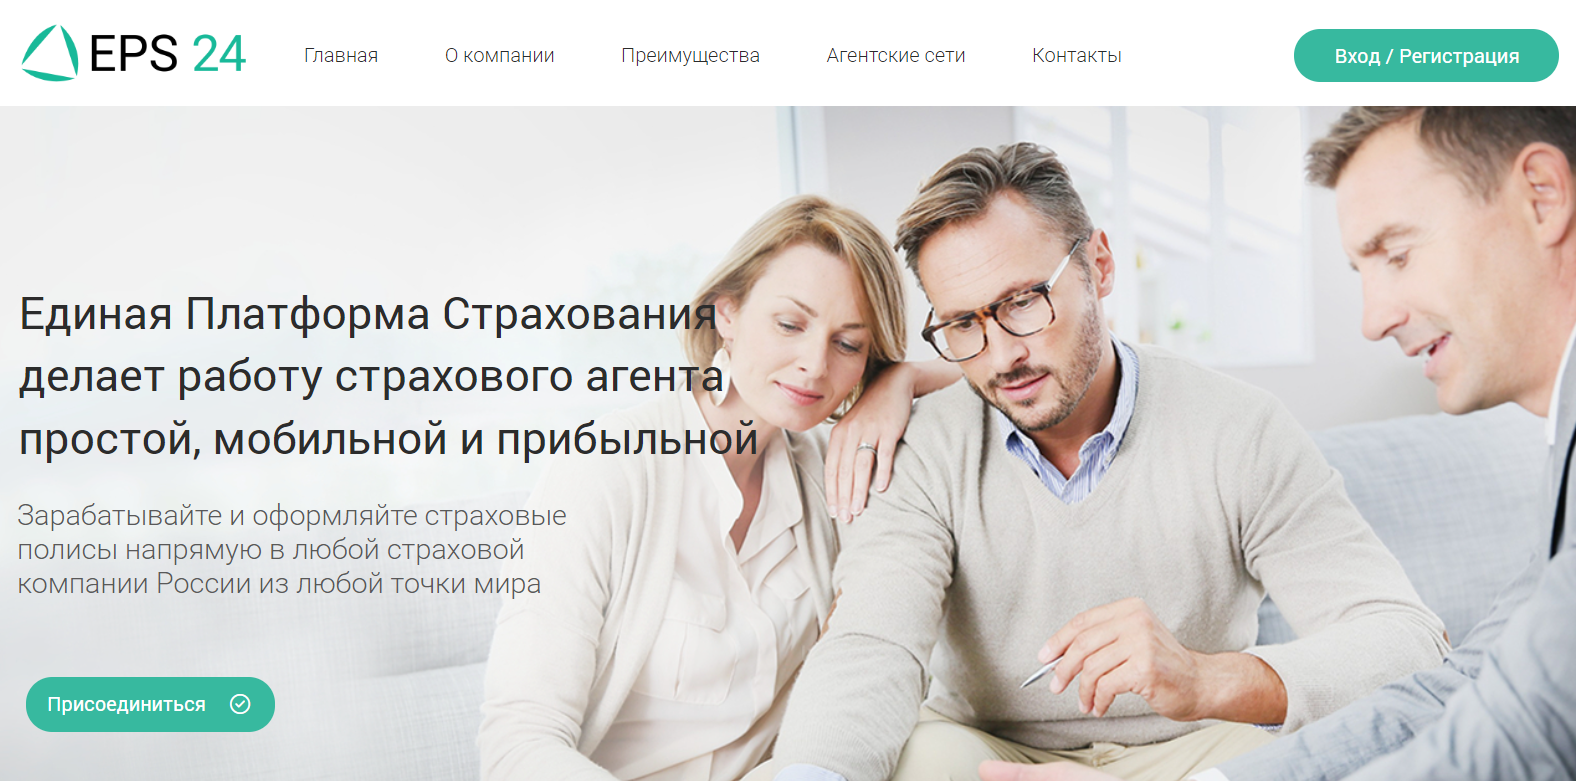 EPS 24
Главная
О компании
Преимущества
Агентские сети
Контакты
Вход / Регистрация
Единая Платформа Страхования
делает работу страхового агента
простой, мобильной и прибыльной
Зарабатывайте и оформляйте страховые
полисы напрямую в любой страховой
компании России из любой точки мира
Присоединиться